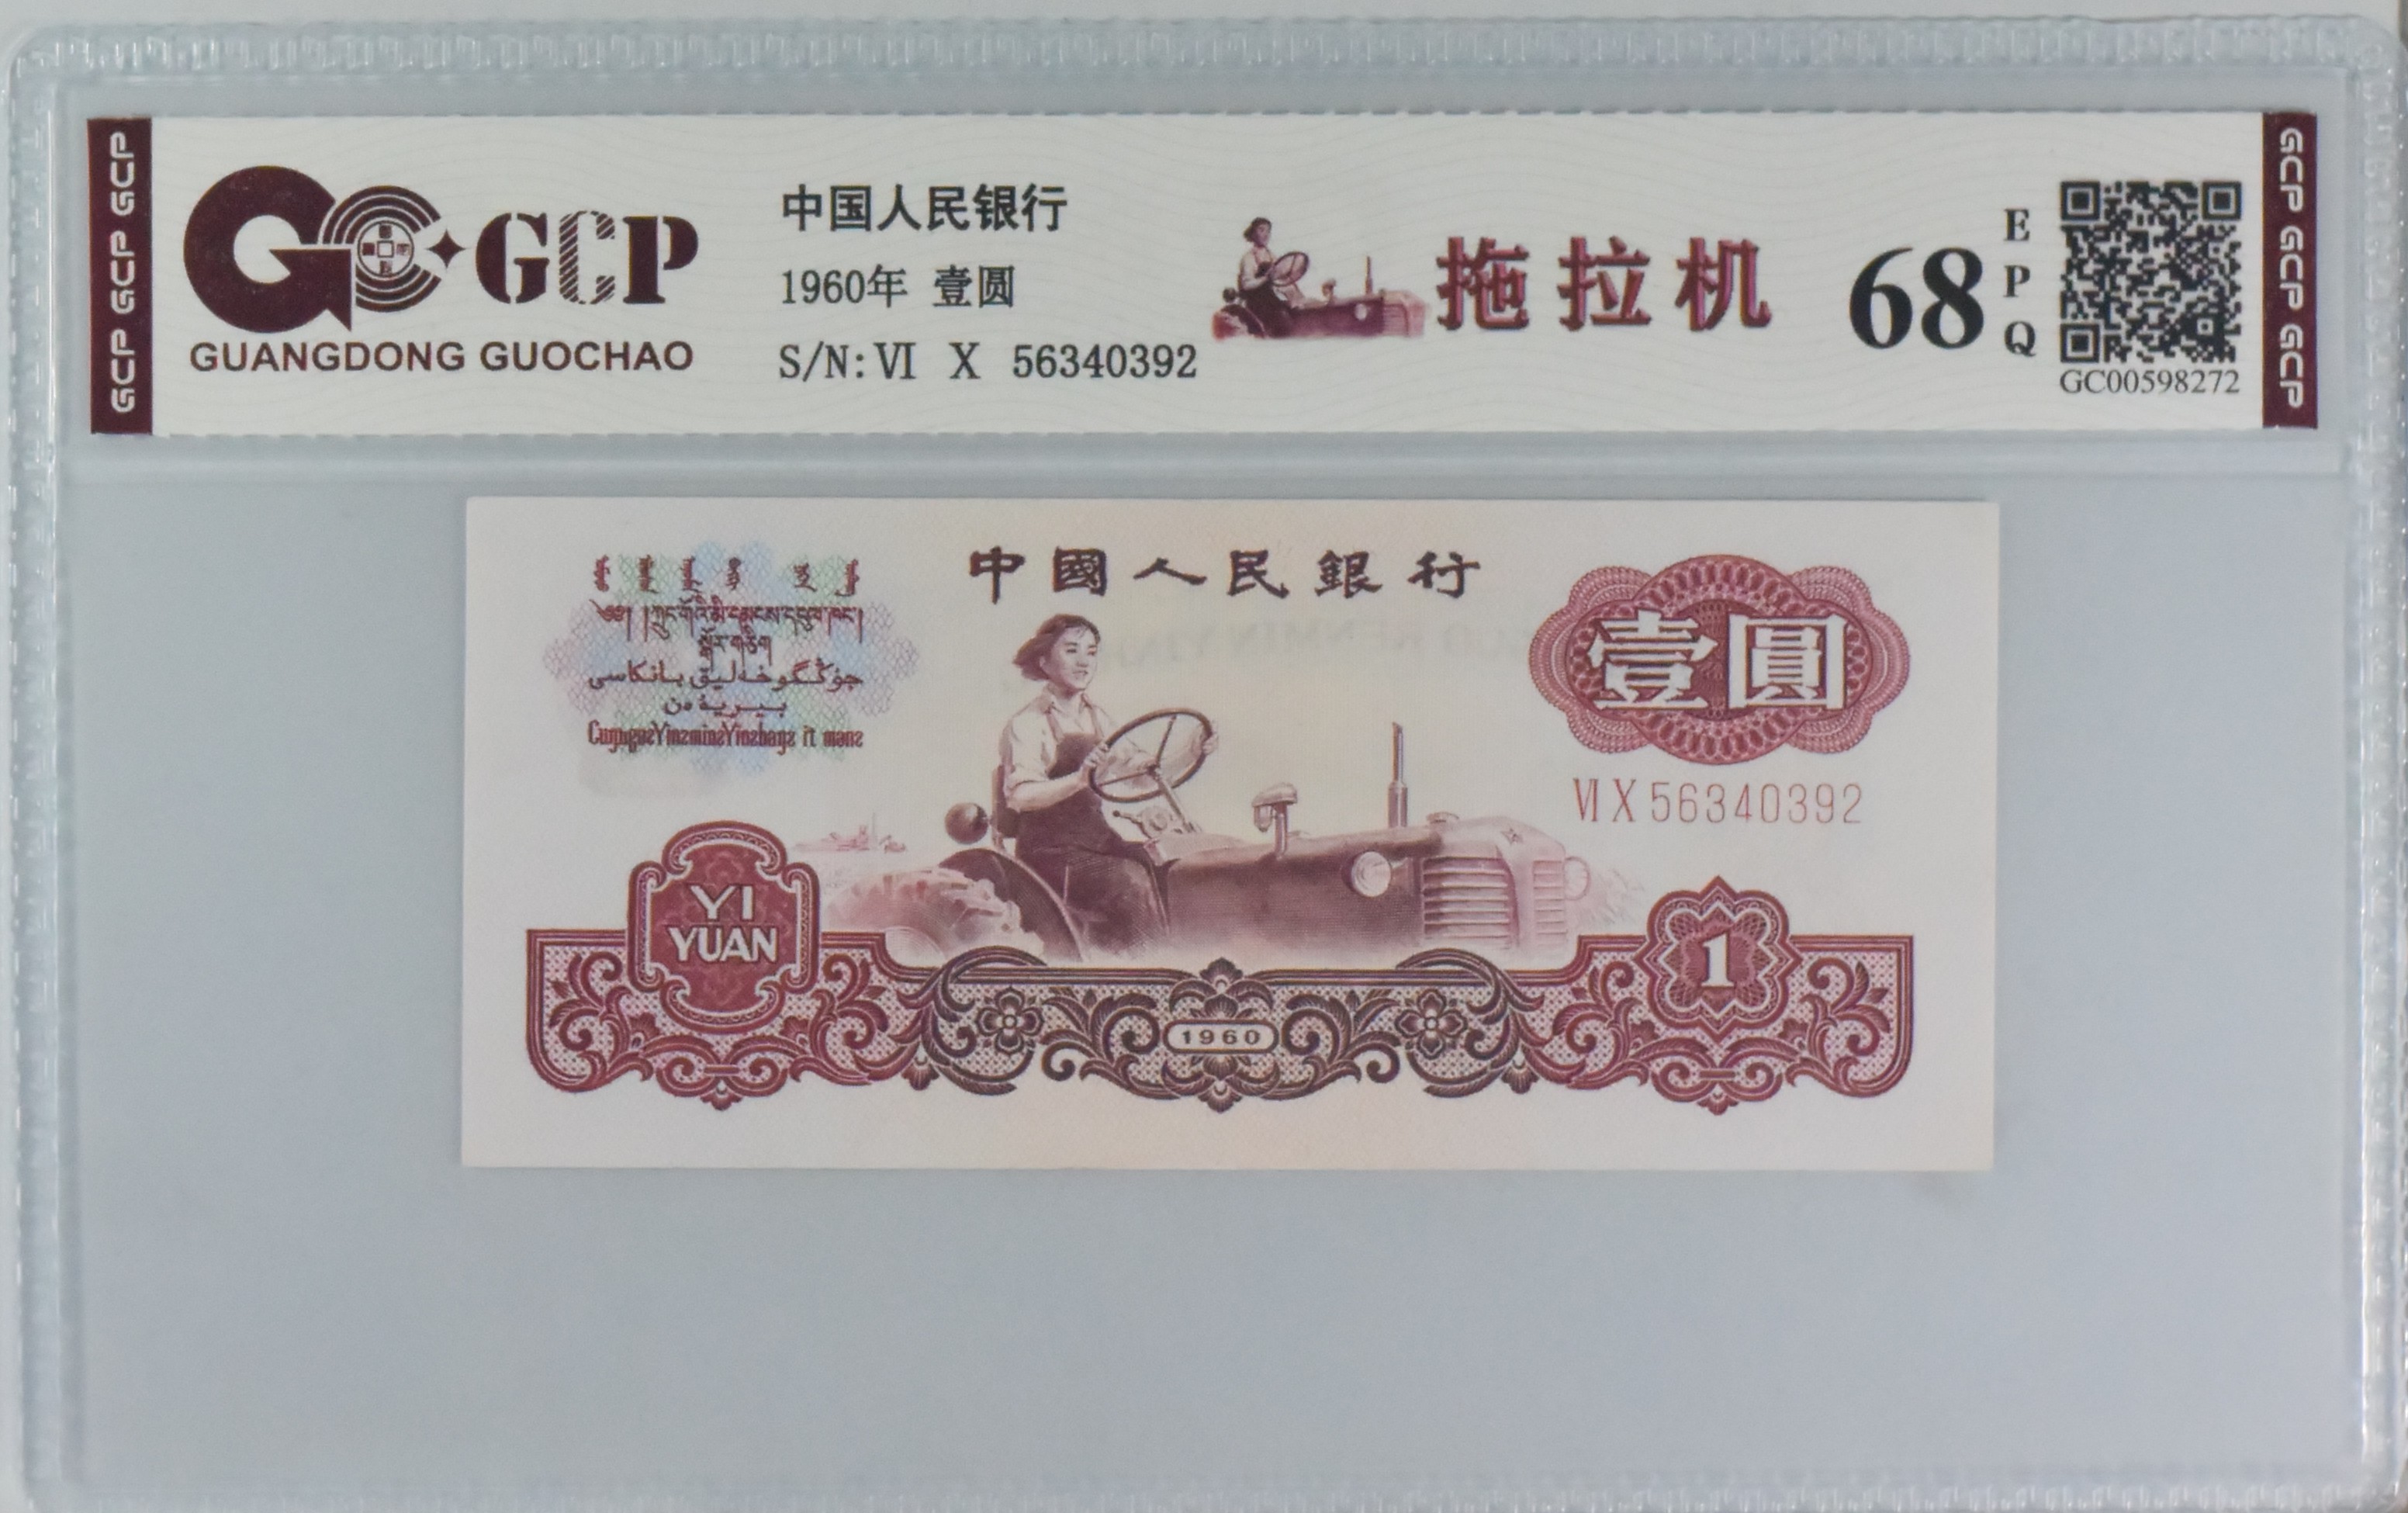 GCP GCP GCP
GCP
GUANGDONG GUOCHAO
中国人民银行
1960年 壹圆
S/N: VI X 56340392
拖拉机
68
E
P
Q
GC00598272
GCP GCP GCP
中國人民銀行
壹圓
VI X 56340392
YI
YUAN
1960
1